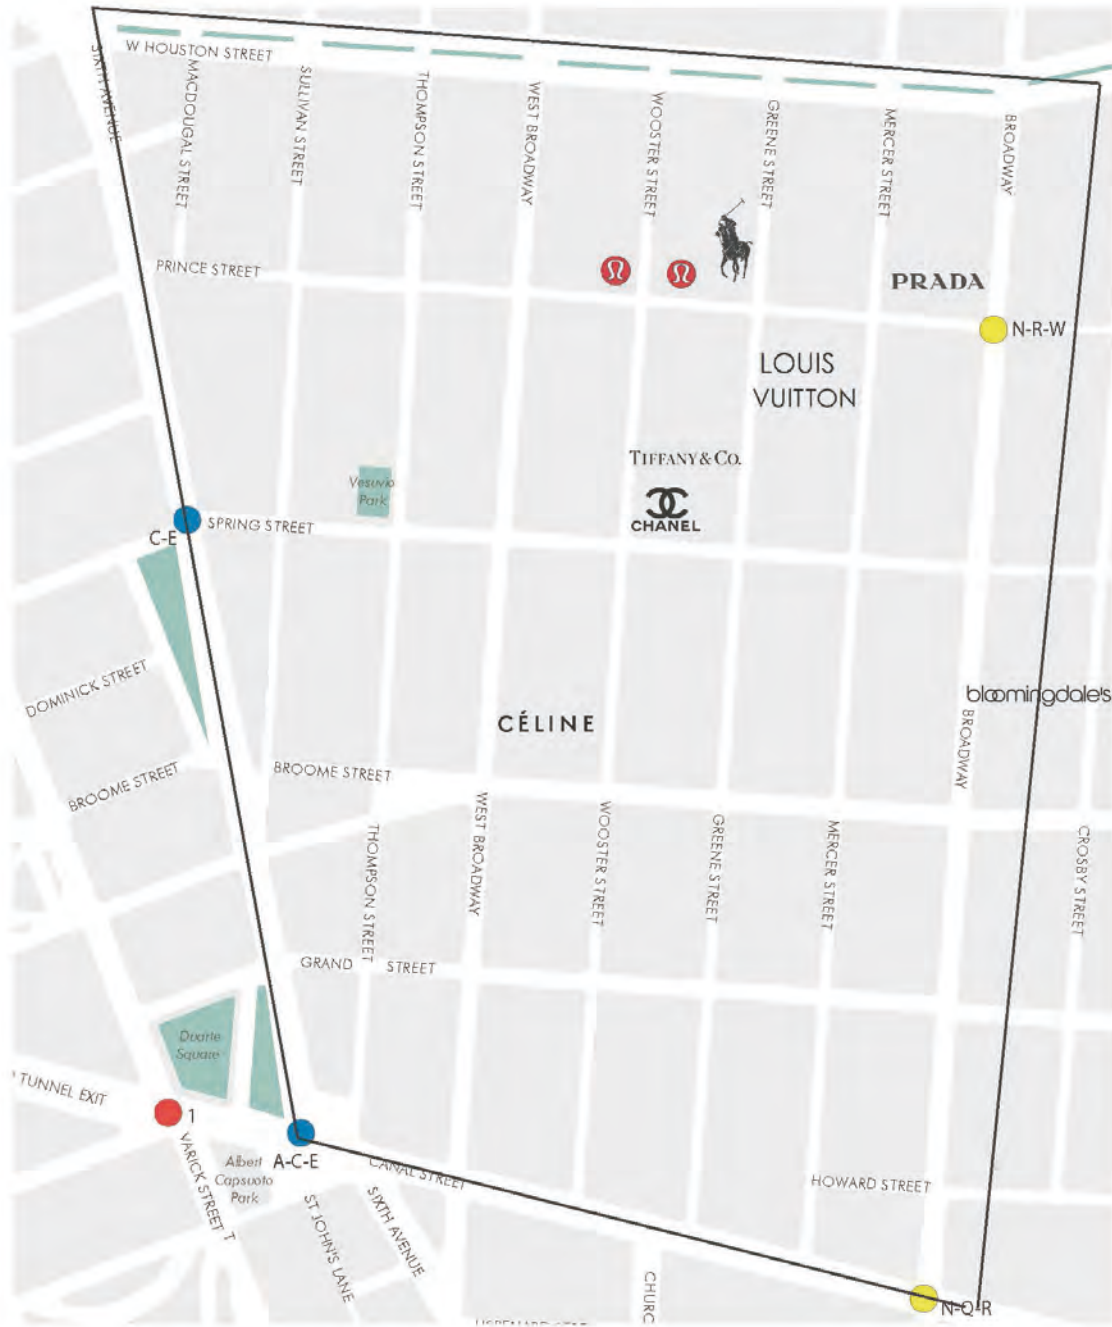 W HOUSTON STREET
SIXTH AVENUE
MACDOUGAL STREET
SULLIVAN STREET
THOMPSON STREET
WEST BROADWAY
WOOSTER STREET
GREENE STREET
MERCER STREET
BROADWAY
PRINCE STREET
PRADA
N-R-W
LOUIS
VUITTON
TIFFANY & CO.
CHANEL
Vesuvio
Park
SPRING STREET
C-E
DOMINICK STREET
bloomingdale's
CÉLINE
BROADWAY
BROOME STREET
BROOME STREET
THOMPSON STREET
WEST BROADWAY
WOOSTER STREET
GREENE STREET
MERCER STREET
CROSBY STREET
GRAND STREET
Duarte
Square
TUNNEL EXIT
1
VARICK STREET T
Albert
Capsuoto
Park
A-C-E
CANAL STREET
ST JOHN'S LANE
SIXTH AVENUE
HOWARD STREET
CHURC
N-Q-R